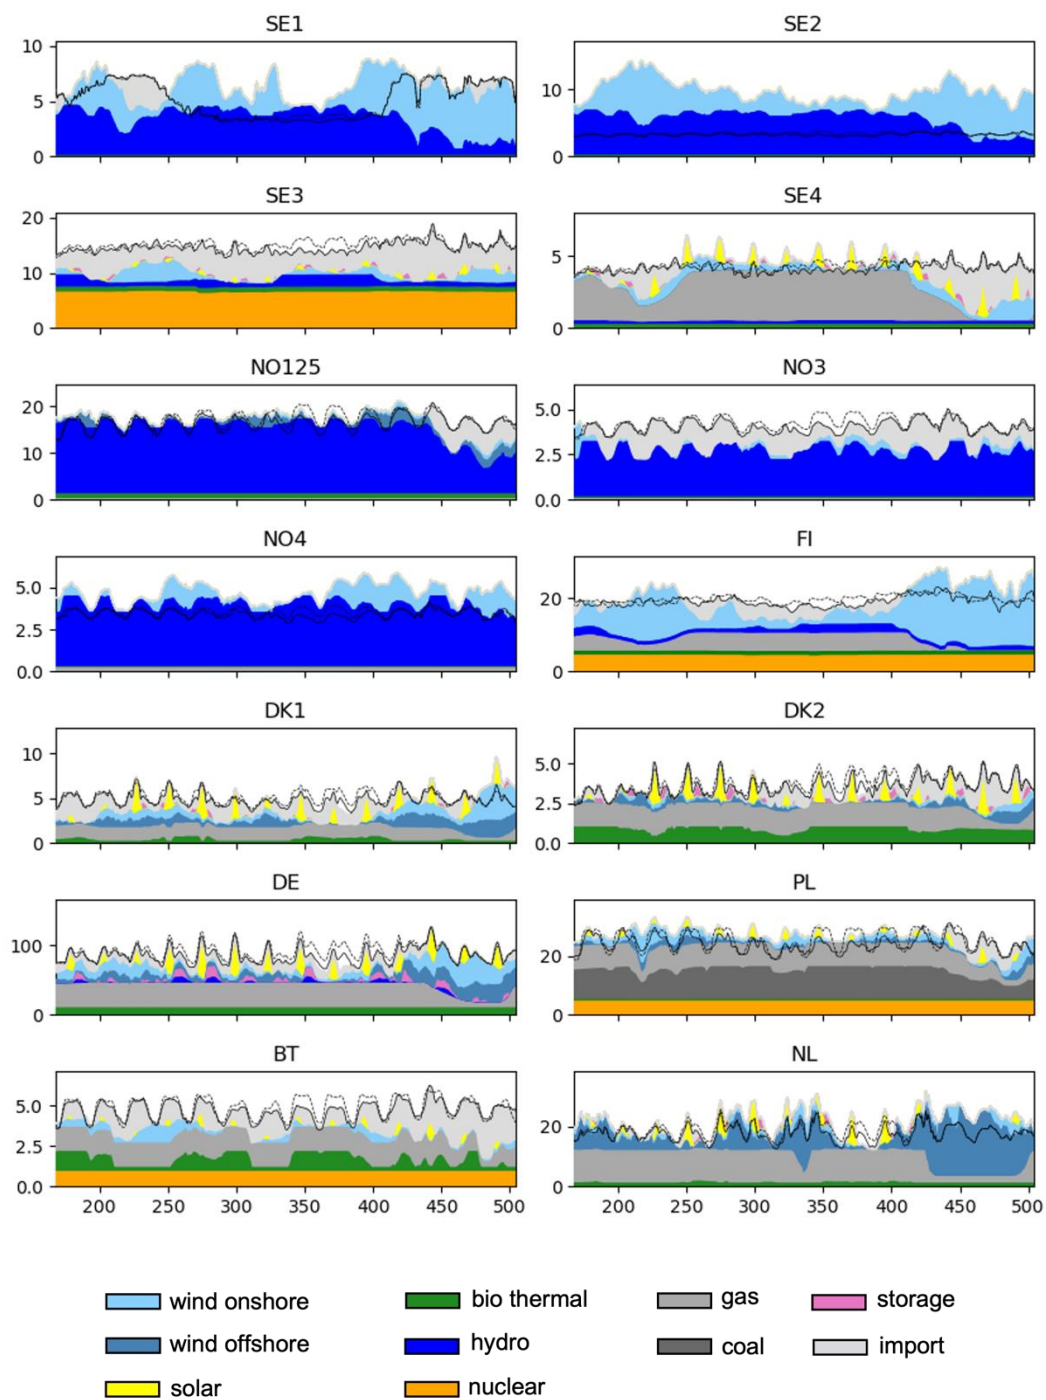 SE1
SE2
10
5
0
10
0
SE3
SE4
20
10
0
5
0
NO125
NO3
20
10
0
5.0
2.5
0.0
NO4
FI
5.0
2.5
0.0
20
0
DK1
DK2
10
5
0
5.0
2.5
0.0
DE
PL
100
0
20
0
BT
NL
5.0
2.5
0.0
20
0
200 250 300 350 400 450 500
200 250 300 350 400 450 500
wind onshore bio thermal gas storage
wind offshore hydro coal import
solar nuclear